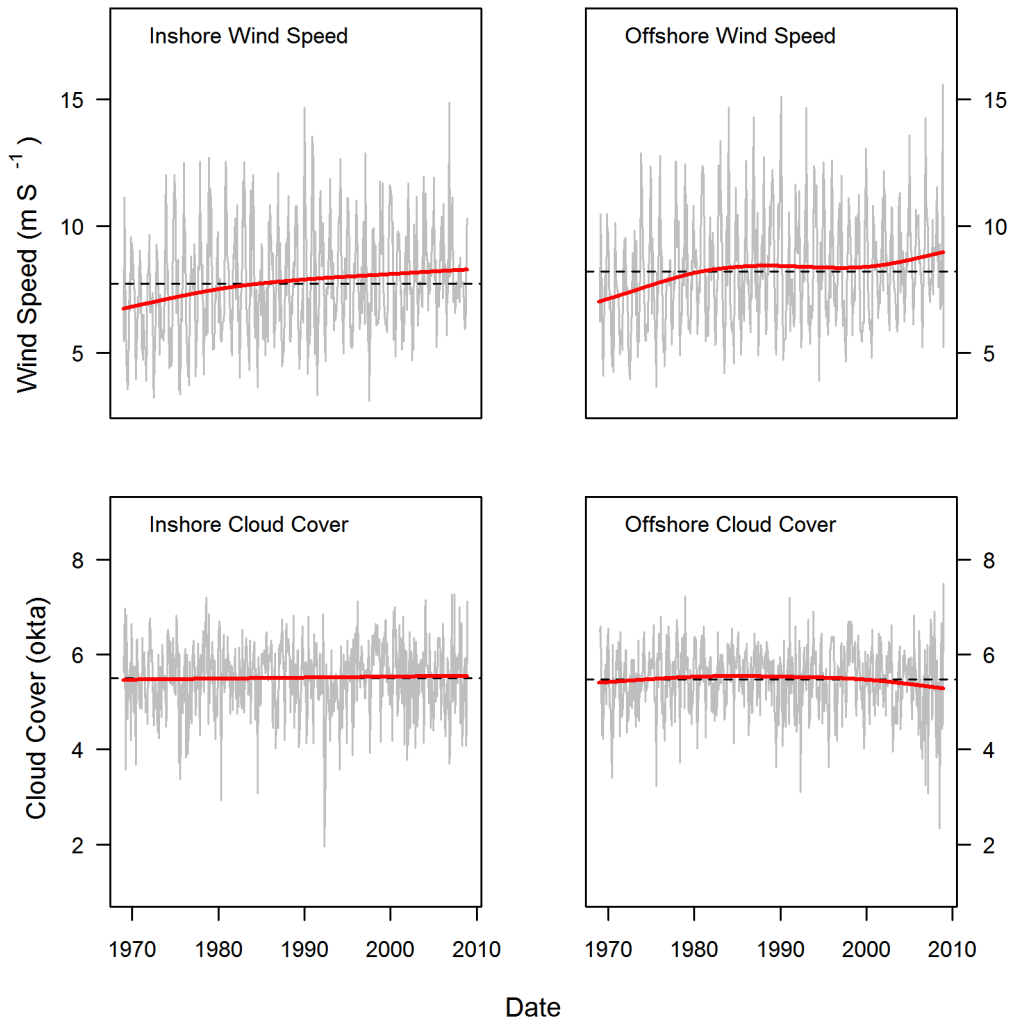 Inshore Wind Speed
Offshore Wind Speed
Wind Speed (m S -1 )
15
10
5
15
10
5
Inshore Cloud Cover
Offshore Cloud Cover
Cloud Cover (okta)
8
6
4
2
8
6
4
2
1970 1980 1990 2000 2010
1970 1980 1990 2000 2010
Date